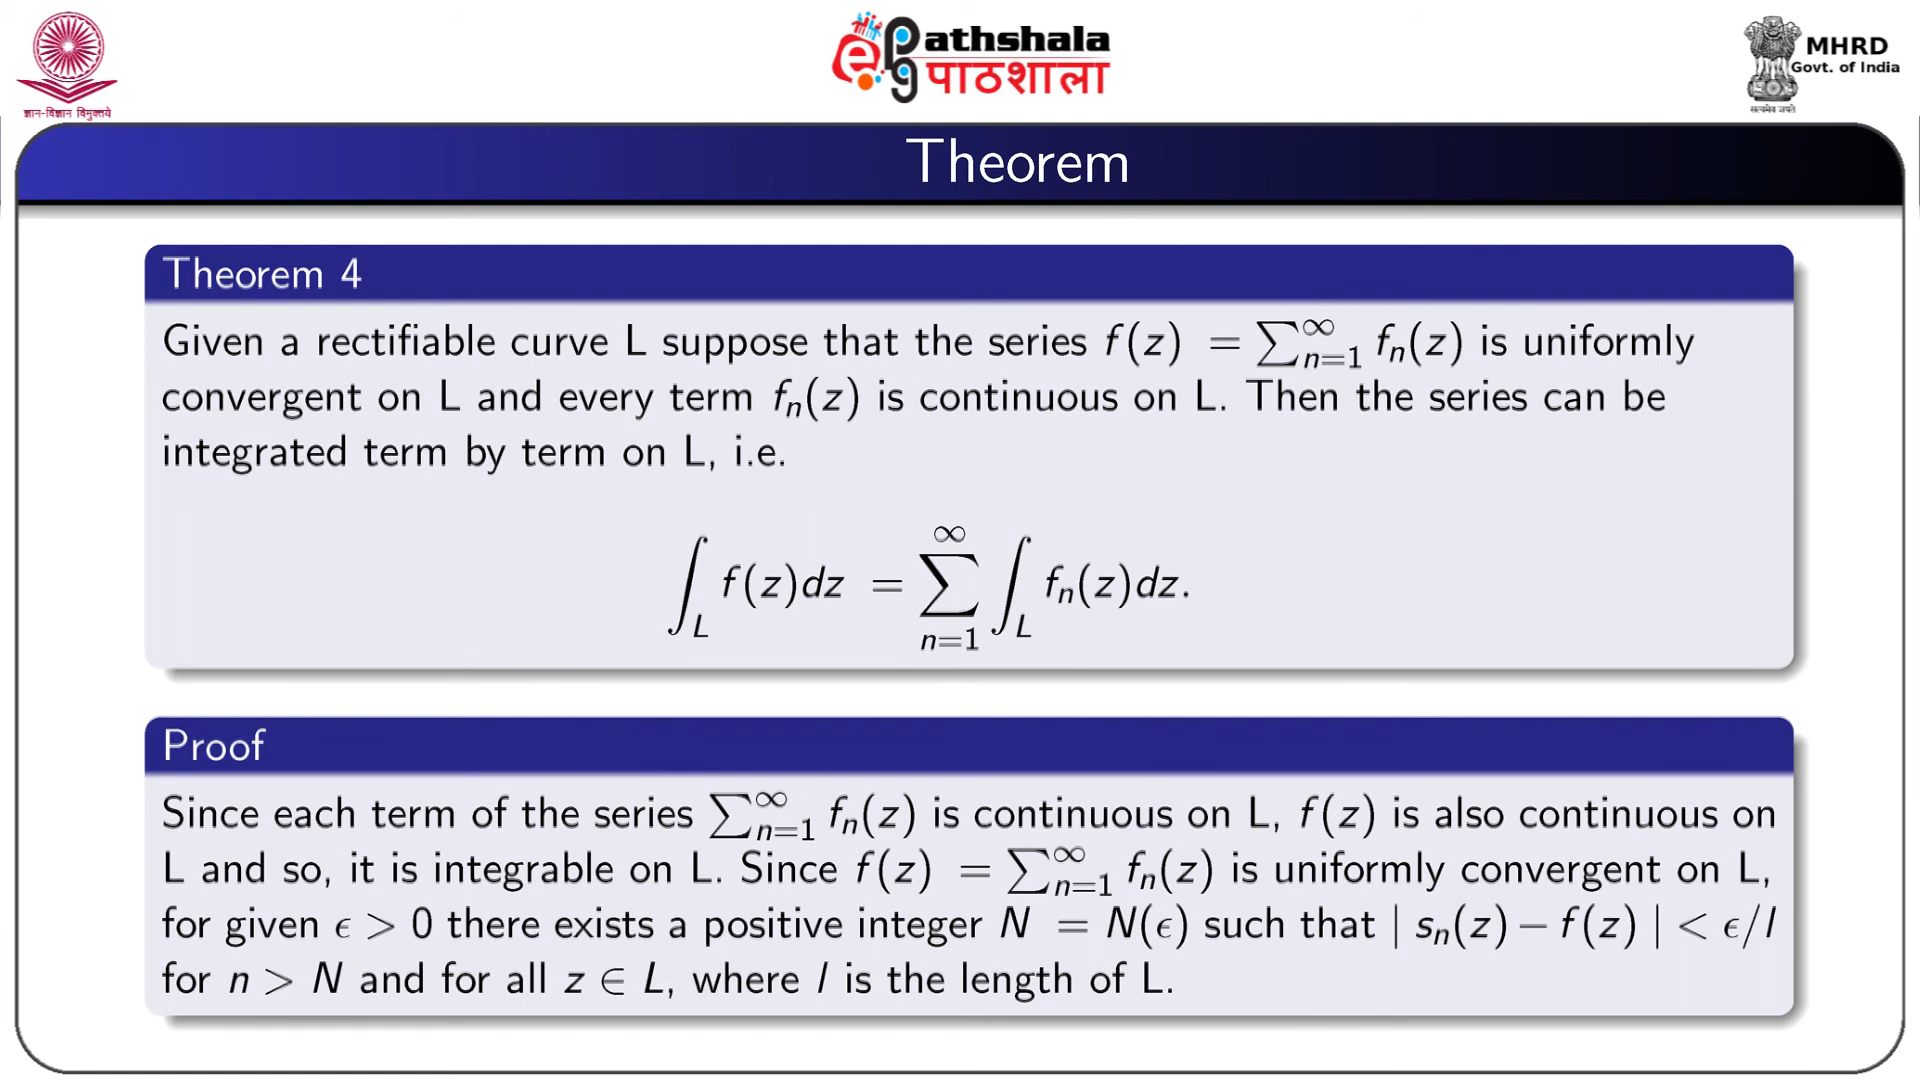 ज्ञान-विज्ञान विमुक्तये
ePg Pathshala
पाठशाला
MHRD
Govt. of India
सत्यमेव जयते
Theorem
Theorem 4
Given a rectifiable curve L suppose that the series f(z) = ∑_{n=1}^{∞} f_n(z) is uniformly
convergent on L and every term f_n(z) is continuous on L. Then the series can be
integrated term by term on L, i.e.
∫_L f(z)dz = ∑_{n=1}^{∞} ∫_L f_n(z)dz.
Proof
Since each term of the series ∑_{n=1}^{∞} f_n(z) is continuous on L, f(z) is also continuous on
L and so, it is integrable on L. Since f(z) = ∑_{n=1}^{∞} f_n(z) is uniformly convergent on L,
for given ϵ > 0 there exists a positive integer N = N(ϵ) such that | s_n(z) − f(z) | < ϵ/l
for n > N and for all z ∈ L, where l is the length of L.